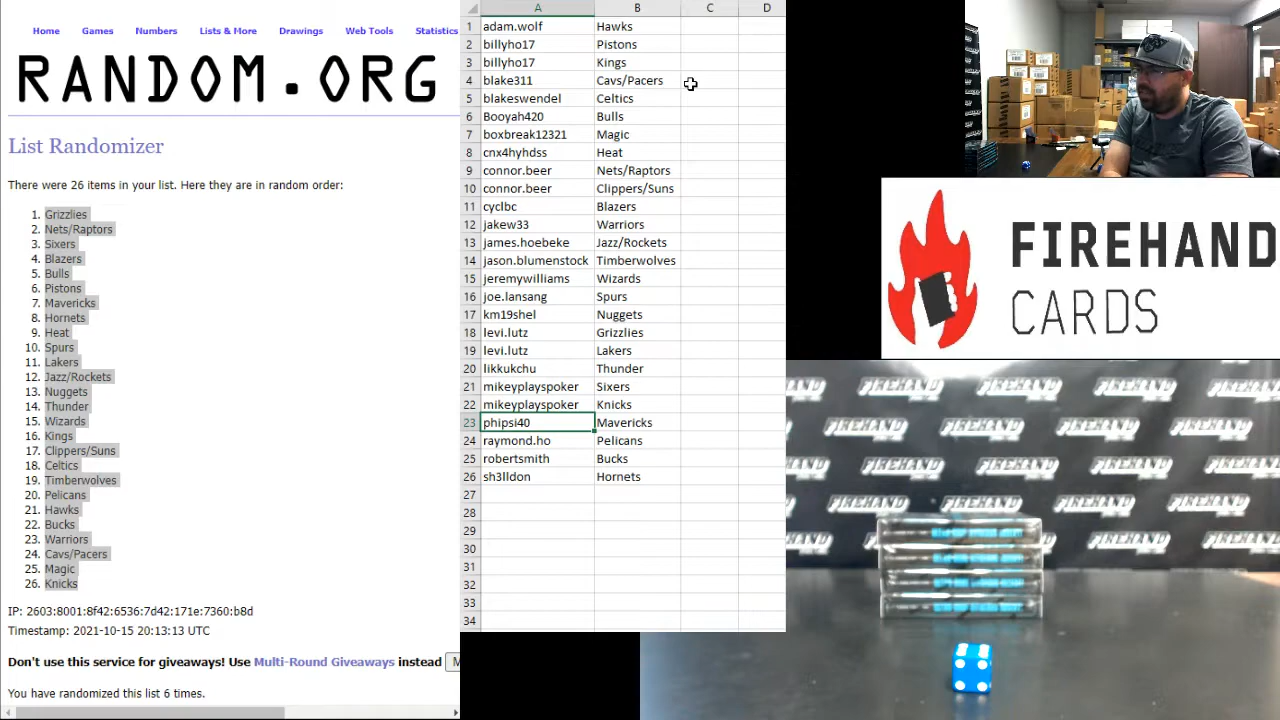 Home Games Numbers Lists & More Drawings Web Tools Statistics
RANDOM.ORG
List Randomizer
There were 26 items in your list. Here they are in random order:
1. Grizzlies
2. Nets/Raptors
3. Sixers
4. Blazers
5. Bulls
6. Pistons
7. Mavericks
8. Hornets
9. Heat
10. Spurs
11. Lakers
12. Jazz/Rockets
13. Nuggets
14. Thunder
15. Wizards
16. Kings
17. Clippers/Suns
18. Celtics
19. Timberwolves
20. Pelicans
21. Hawks
22. Bucks
23. Warriors
24. Cavs/Pacers
25. Magic
26. Knicks
IP: 2603:8001:8f42:6536:7d42:171e:7360:b8d
Timestamp: 2021-10-15 20:13:13 UTC
Don't use this service for giveaways! Use Multi-Round Giveaways instead
You have randomized this list 6 times.
A B C D
1 adam.wolf Hawks
2 billyho17 Pistons
3 billyho17 Kings
4 blake311 Cavs/Pacers
5 blakeswendel Celtics
6 Booyah420 Bulls
7 boxbreak12321 Magic
8 cnx4hyhdss Heat
9 connor.beer Nets/Raptors
10 connor.beer Clippers/Suns
11 cyclbc Blazers
12 jakew33 Warriors
13 james.hoebeke Jazz/Rockets
14 jason.blumenstock Timberwolves
15 jeremywilliams Wizards
16 joe.lansang Spurs
17 km19shel Nuggets
18 levi.lutz Grizzlies
19 levi.lutz Lakers
20 likkukchu Thunder
21 mikeyplayspoker Sixers
22 mikeyplayspoker Knicks
23 phipsi40 Mavericks
24 raymond.ho Pelicans
25 robertsmith Bucks
26 sh3lldon Hornets
27
28
29
30
31
32
33
34
FIREHAND
CARDS